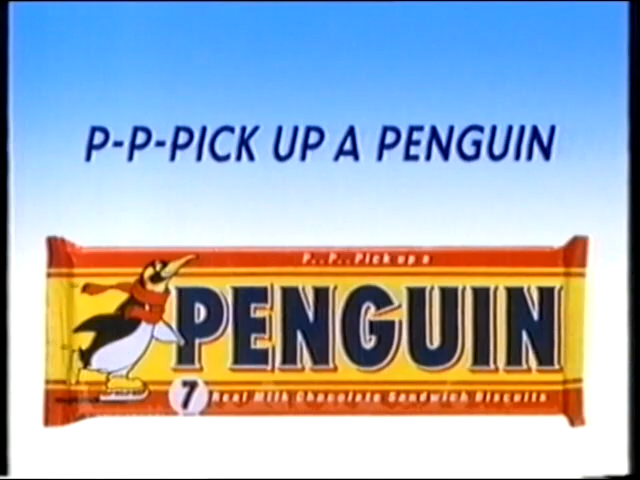 P-P-PICK UP A PENGUIN
P..P..Pick up a
PENGUIN
7 Real Milk Chocolate Sandwich Biscuits